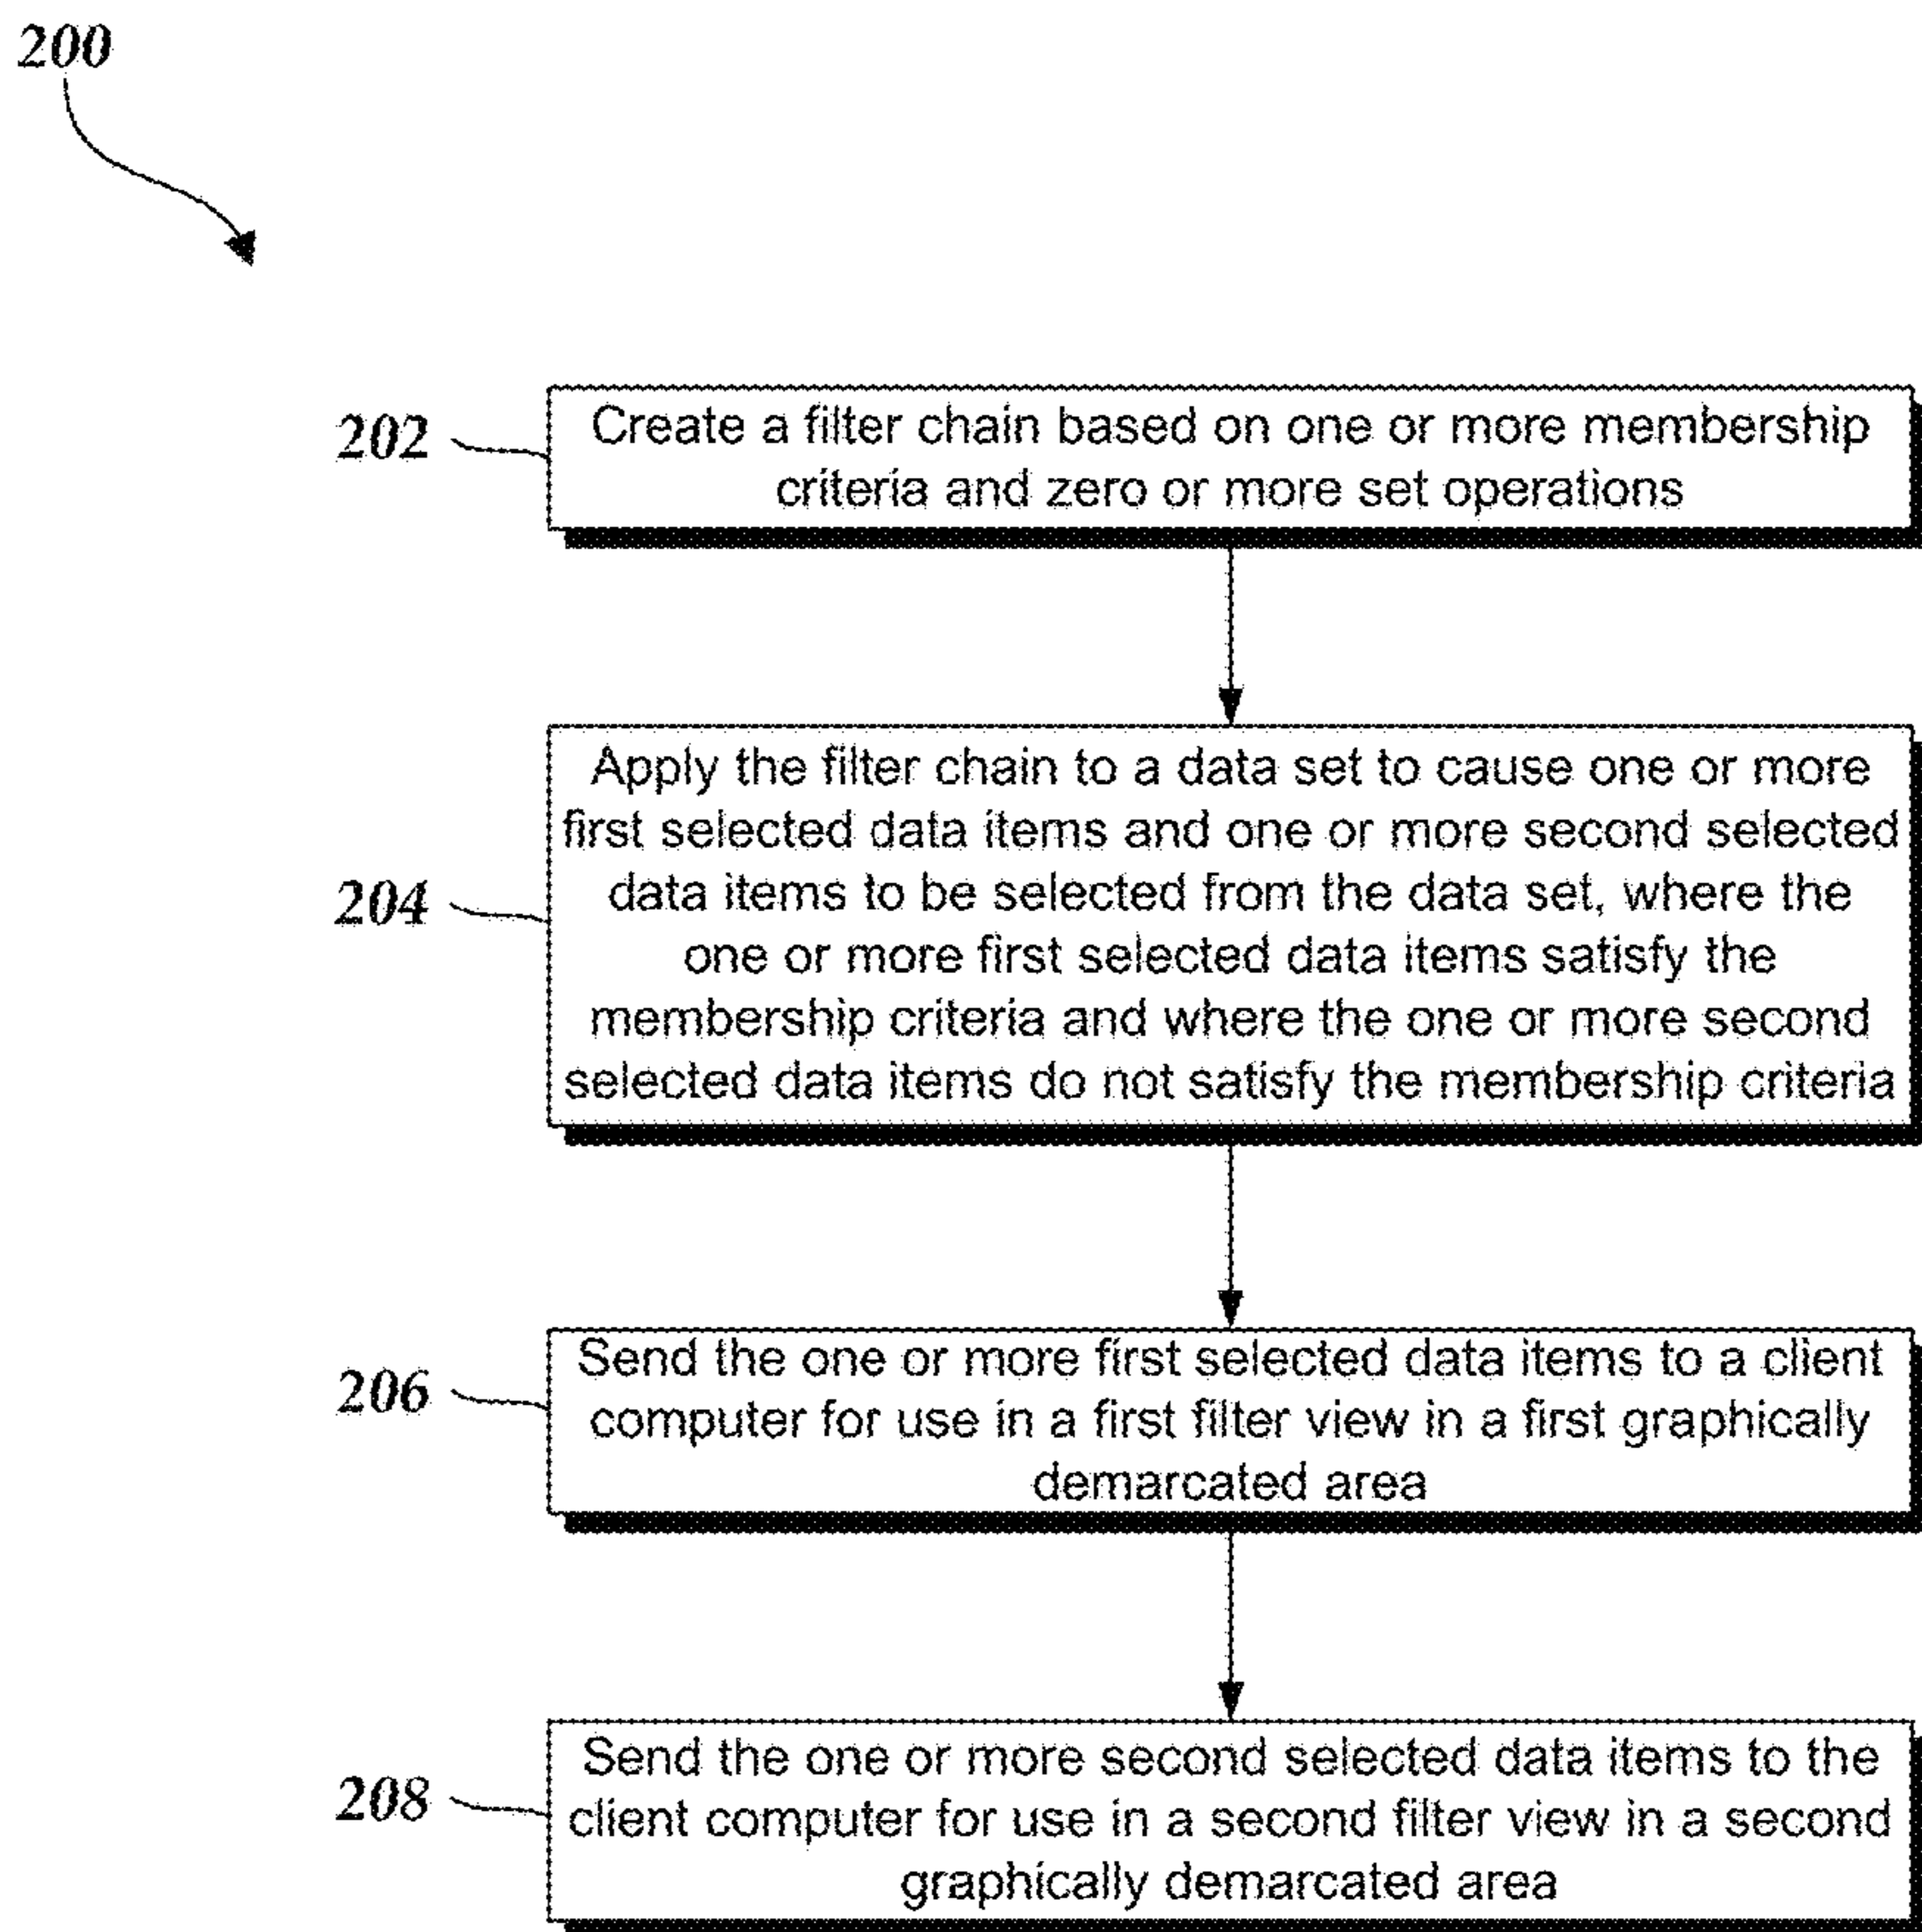 200
202
Create a filter chain based on one or more membership
criteria and zero or more set operations
204
Apply the filter chain to a data set to cause one or more
first selected data items and one or more second selected
data items to be selected from the data set, where the
one or more first selected data items satisfy the
membership criteria and where the one or more second
selected data items do not satisfy the membership criteria
206
Send the one or more first selected data items to a client
computer for use in a first filter view in a first graphically
demarcated area
208
Send the one or more second selected data items to the
client computer for use in a second filter view in a second
graphically demarcated area